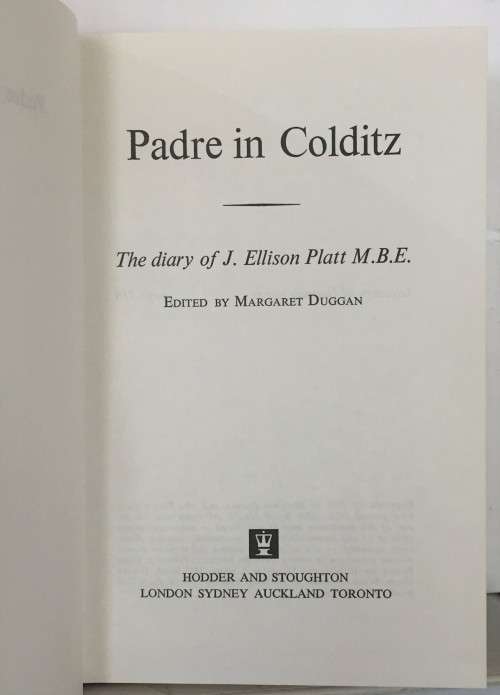 Padre in Colditz
The diary of J. Ellison Platt M.B.E.
EDITED BY MARGARET DUGGAN
HODDER AND STOUGHTON
LONDON SYDNEY AUCKLAND TORONTO